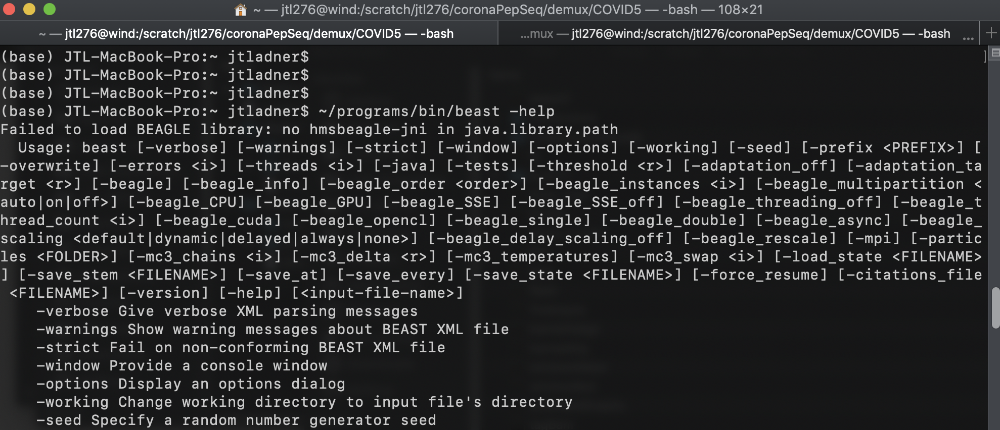 ~ — jtl276@wind:/scratch/jtl276/coronaPepSeq/demux/COVID5 — -bash — 108×21
~ — jtl276@wind:/scratch/jtl276/coronaPepSeq/demux/COVID5 — -bash
...mux — jtl276@wind:/scratch/jtl276/coronaPepSeq/demux/COVID5 — -bash ...
(base) JTL-MacBook-Pro:~ jtladner$ ]
(base) JTL-MacBook-Pro:~ jtladner$
(base) JTL-MacBook-Pro:~ jtladner$
(base) JTL-MacBook-Pro:~ jtladner$ ~/programs/bin/beast -help
Failed to load BEAGLE library: no hmsbeagle-jni in java.library.path
  Usage: beast [-verbose] [-warnings] [-strict] [-window] [-options] [-working] [-seed] [-prefix <PREFIX>] [
-overwrite] [-errors <i>] [-threads <i>] [-java] [-tests] [-threshold <r>] [-adaptation_off] [-adaptation_ta
rget <r>] [-beagle] [-beagle_info] [-beagle_order <order>] [-beagle_instances <i>] [-beagle_multipartition <
auto|on|off>] [-beagle_CPU] [-beagle_GPU] [-beagle_SSE] [-beagle_SSE_off] [-beagle_threading_off] [-beagle_t
hread_count <i>] [-beagle_cuda] [-beagle_opencl] [-beagle_single] [-beagle_double] [-beagle_async] [-beagle_
scaling <default|dynamic|delayed|always|none>] [-beagle_delay_scaling_off] [-beagle_rescale] [-mpi] [-partic
les <FOLDER>] [-mc3_chains <i>] [-mc3_delta <r>] [-mc3_temperatures] [-mc3_swap <i>] [-load_state <FILENAME>
] [-save_stem <FILENAME>] [-save_at] [-save_every] [-save_state <FILENAME>] [-force_resume] [-citations_file
 <FILENAME>] [-version] [-help] [<input-file-name>]
    -verbose Give verbose XML parsing messages
    -warnings Show warning messages about BEAST XML file
    -strict Fail on non-conforming BEAST XML file
    -window Provide a console window
    -options Display an options dialog
    -working Change working directory to input file's directory
    -seed Specify a random number generator seed